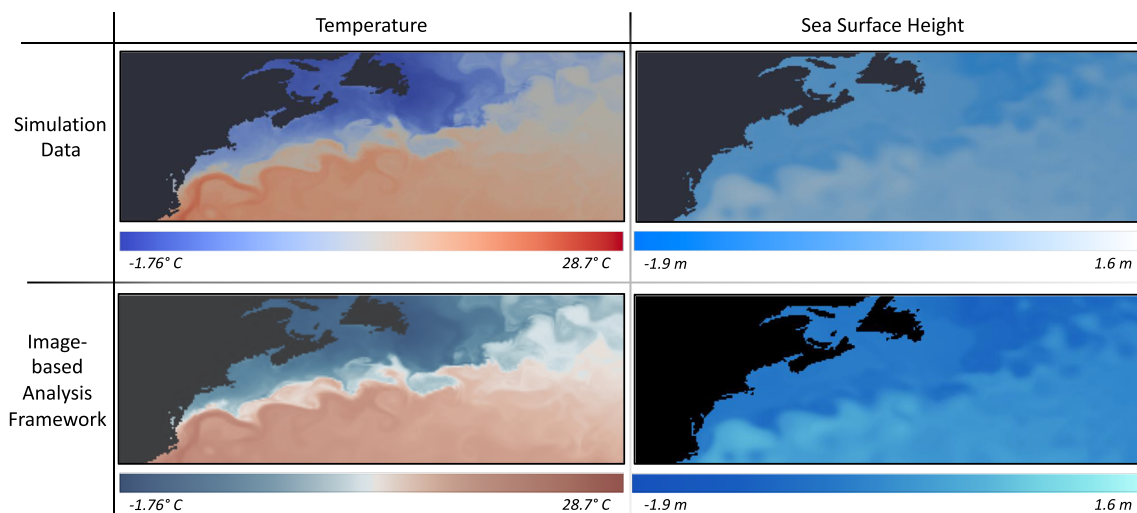 Temperature
Sea Surface Height
Simulation
Data
-1.76° C
28.7° C
-1.9 m
1.6 m
Image-
based
Analysis
Framework
-1.76° C
28.7° C
-1.9 m
1.6 m